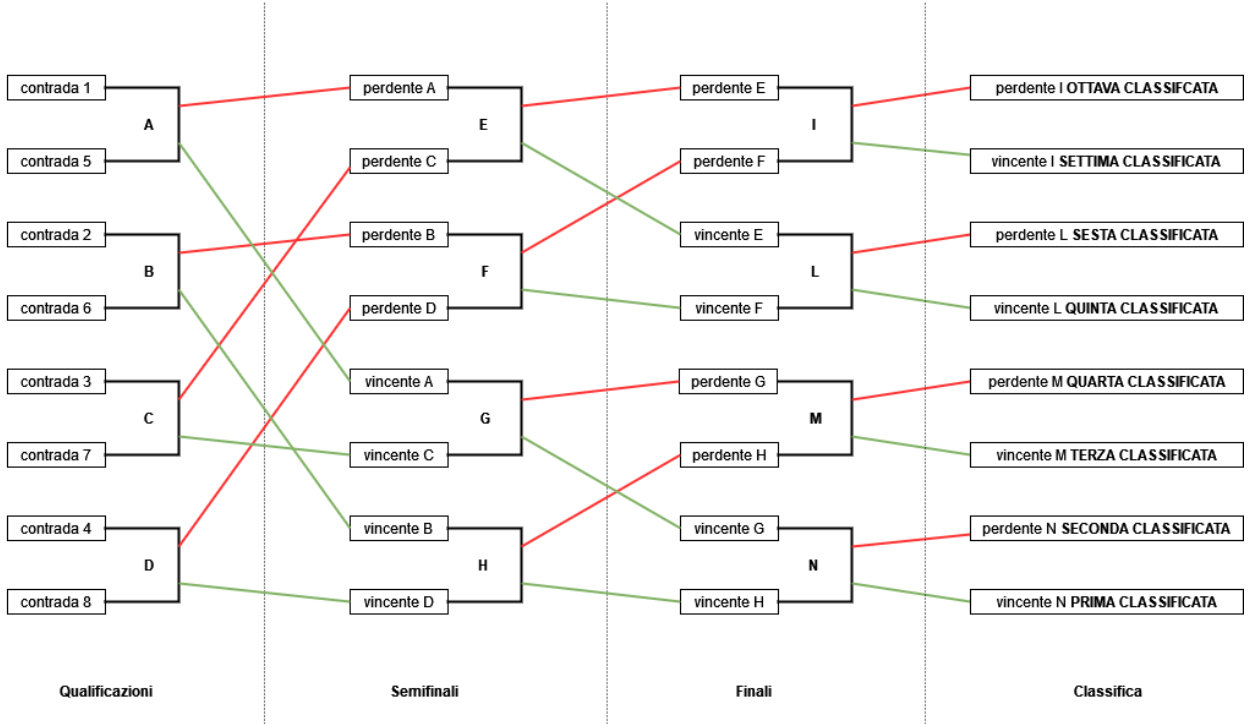 contrada 1
contrada 5
contrada 2
contrada 6
contrada 3
contrada 7
contrada 4
contrada 8
A
B
C
D
Qualificazioni
perdente A
perdente C
perdente B
perdente D
vincente A
vincente C
vincente B
vincente D
E
F
G
H
Semifinali
perdente E
perdente F
vincente E
vincente F
perdente G
perdente H
vincente G
vincente H
I
L
M
N
Finali
perdente I OTTAVA CLASSIFCATA
vincente I SETTIMA CLASSIFICATA
perdente L SESTA CLASSIFICATA
vincente L QUINTA CLASSIFICATA
perdente M QUARTA CLASSIFICATA
vincente M TERZA CLASSIFICATA
perdente N SECONDA CLASSIFICATA
vincente N PRIMA CLASSIFICATA
Classifica